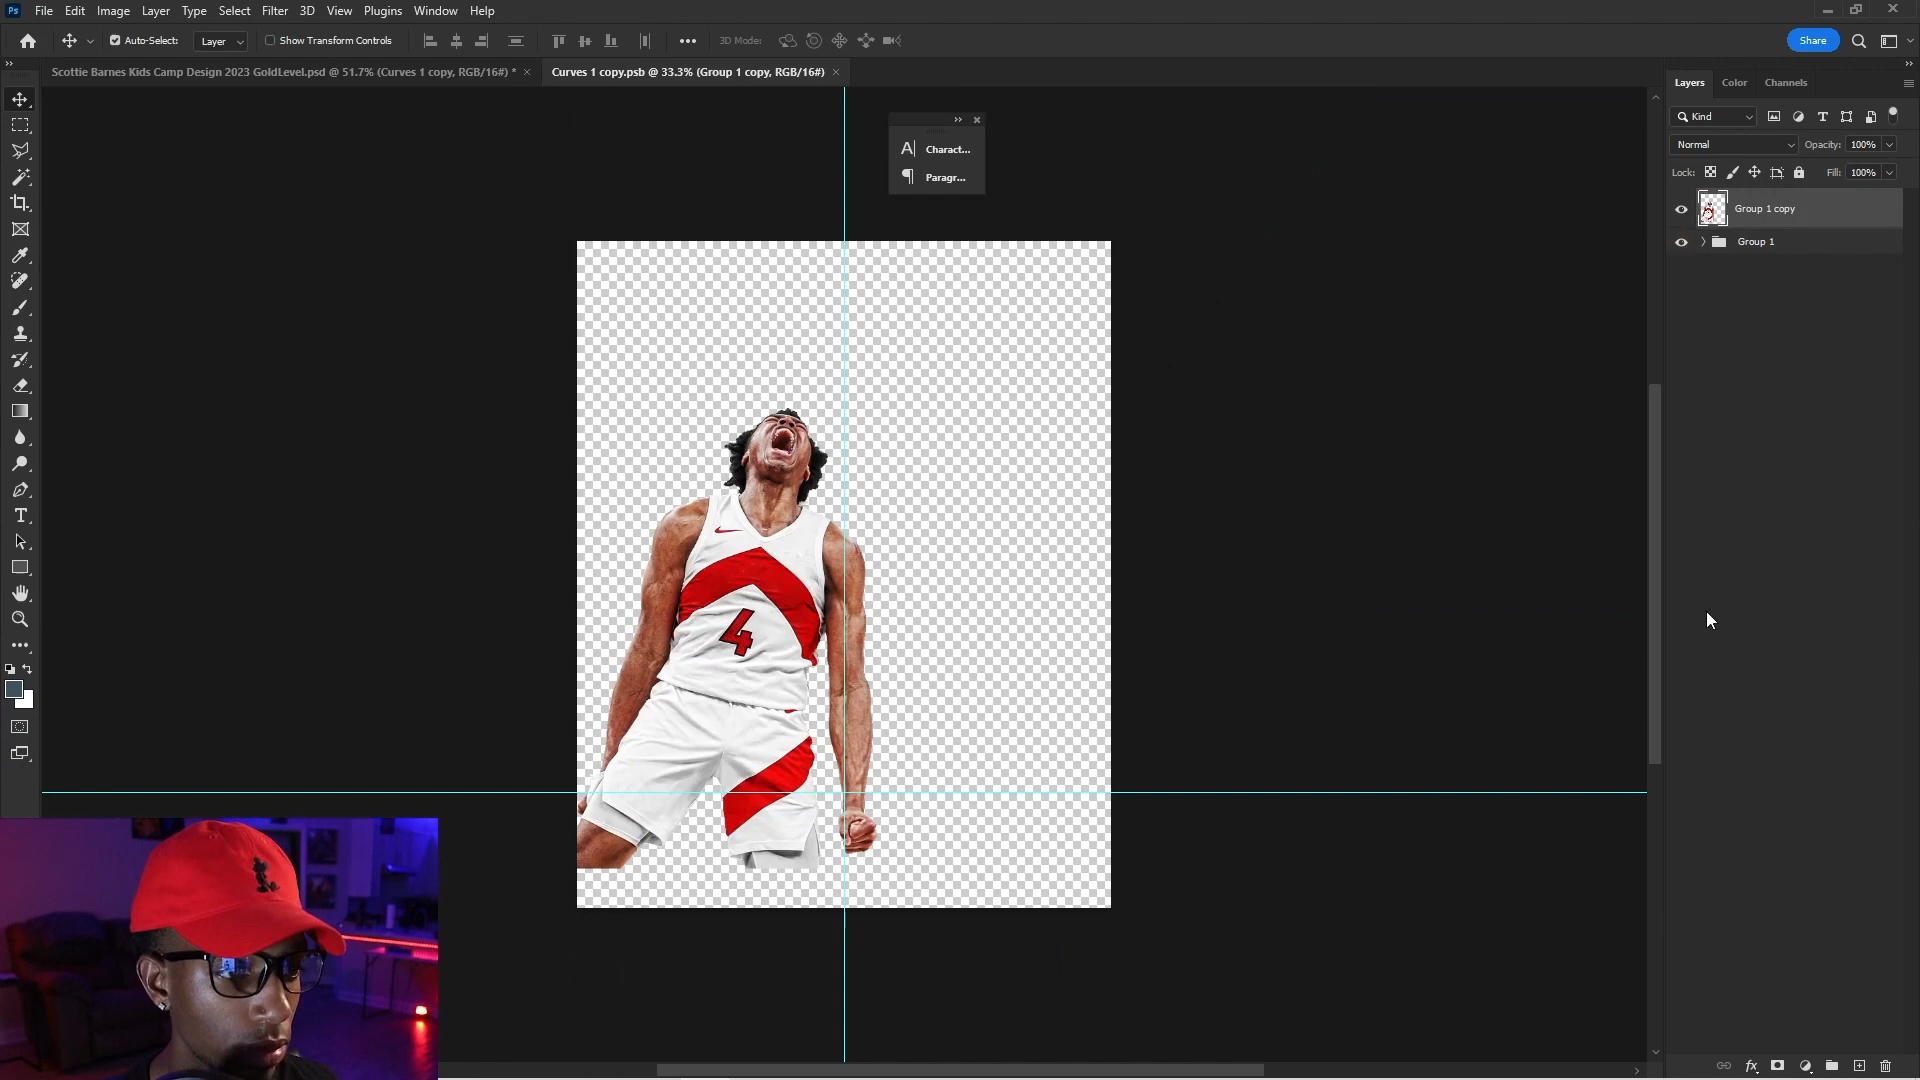 Ps File Edit Image Layer Type Select Filter 3D View Plugins Window Help
Auto-Select: Layer Show Transform Controls 3D Mode: Share
Scottie Barnes Kids Camp Design 2023 GoldLevel.psd @ 51.7% (Curves 1 copy, RGB/16#) * × Curves 1 copy.psb @ 33.3% (Group 1 copy, RGB/16#) ×
Layers Color Channels
Kind
Normal Opacity: 100%
Lock: Fill: 100%
Group 1 copy
Group 1
A| Charact...
¶ Paragr...
4
fx